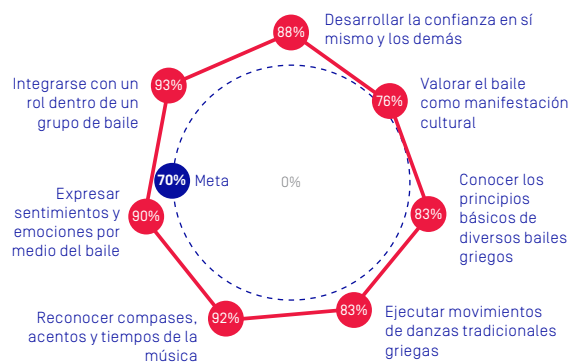 88%
Desarrollar la confianza en sí
mismo y los demás
76%
Valorar el baile
como manifestación
cultural
83%
Conocer los
principios
básicos de
diversos bailes
griegos
83%
Ejecutar movimientos
de danzas tradicionales
griegas
92%
Reconocer compases,
acentos y tiempos de la
música
90%
Expresar
sentimientos y
emociones por
medio del baile
93%
Integrarse con un
rol dentro de un
grupo de baile
70% Meta
0%